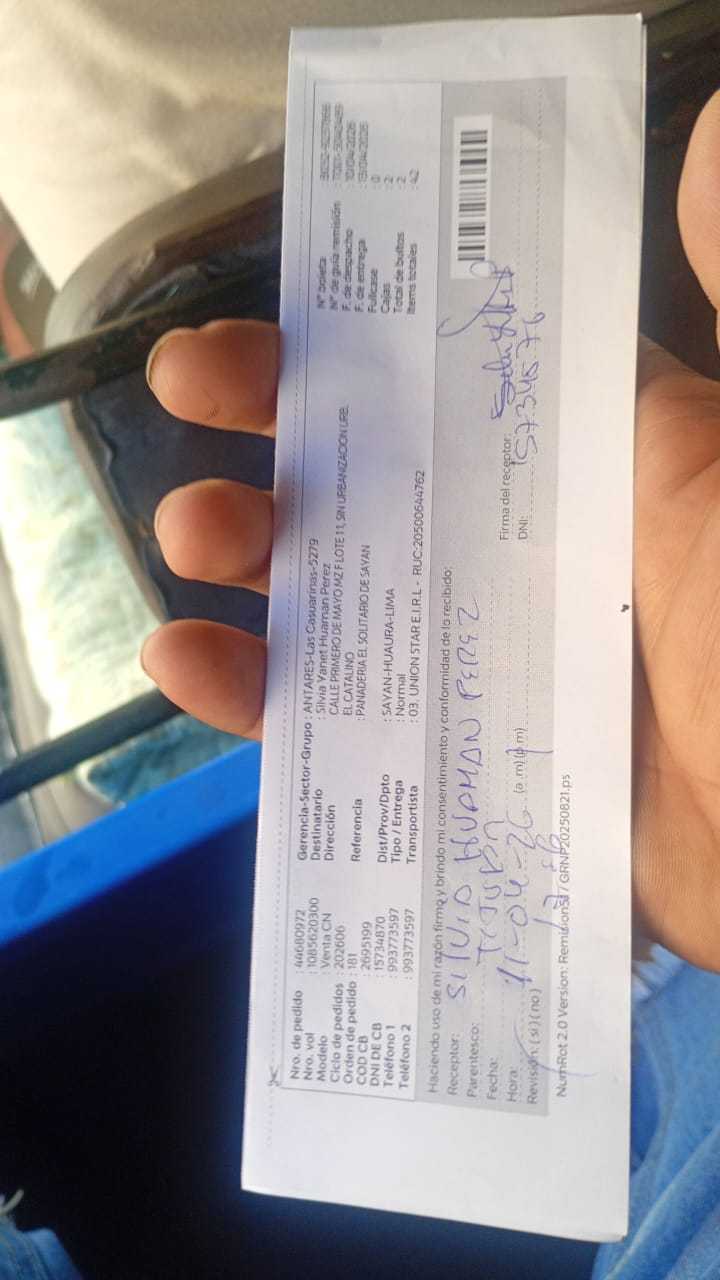 Nro. de pedido : 44680972
Nro. vol : 1085620300
Modelo : Venta CN
Ciclo de pedidos : 202606
Orden de pedido : 181
COD CB : 2695199
DNI DE CB : 15734870
Teléfono 1 : 993773597
Teléfono 2 : 993773597
Gerencia-Sector-Grupo : ANTARES-Las Casuarinas-5279
Destinatario : Silvia Yanet Huaman Perez
Dirección CALLE PRIMERO DE MAYO MZ F LOTE 11, SIN URBANIZACION URB.
EL CATALINO
Referencia : PANADERIA EL SOLITARIO DE SAYAN
Dist/Prov/Dpto : SAYAN-HUAURA-LIMA
Tipo / Entrega : Normal
Transportista : 03. UNION STAR E.I.R.L - RUC:20500644762
N° boleta
N° de guía remisión
F. de despacho : 10/04/2026
F. de entrega
Fullcase : 0
Cajas : 2
Total de bultos : 2
Items totales : 42
Haciendo uso de mi razón firmo y brindo mi consentimiento y conformidad de lo recibido:
Receptor: SILVIA HUAMAN PEREZ
Parentesco: TITULAR
Fecha: 11-04-26
Hora: (a .m) (p m)
Revisión: ( si ) ( no )
Firma del receptor:
DNI: 15734576
NumRot 2.0 Version: RemisionSf / GRNP20250821.ps